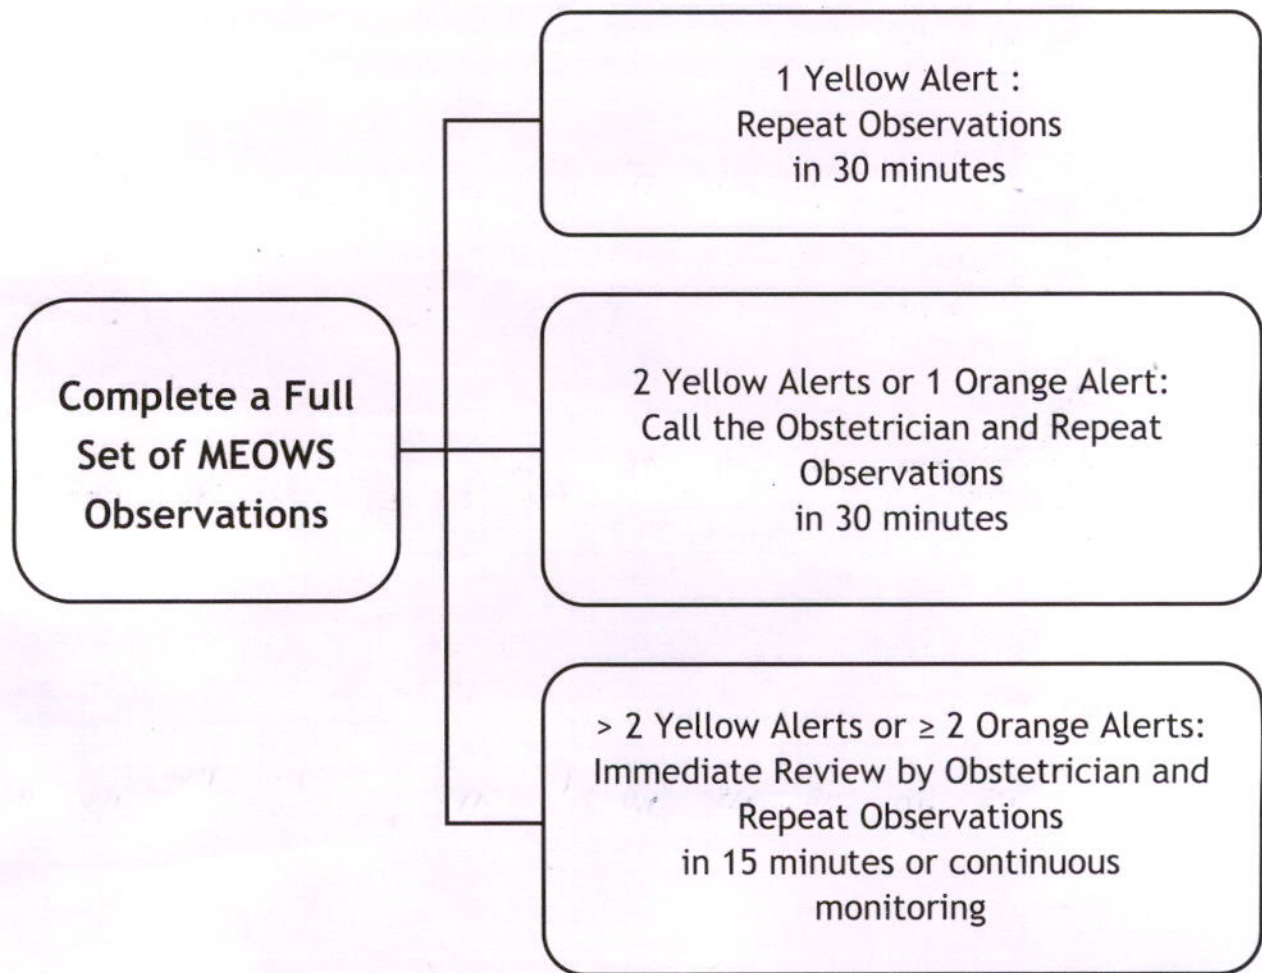 1 Yellow Alert :
Repeat Observations
in 30 minutes
Complete a Full
Set of MEOWS
Observations
2 Yellow Alerts or 1 Orange Alert:
Call the Obstetrician and Repeat
Observations
in 30 minutes
> 2 Yellow Alerts or ≥ 2 Orange Alerts:
Immediate Review by Obstetrician and
Repeat Observations
in 15 minutes or continuous
monitoring